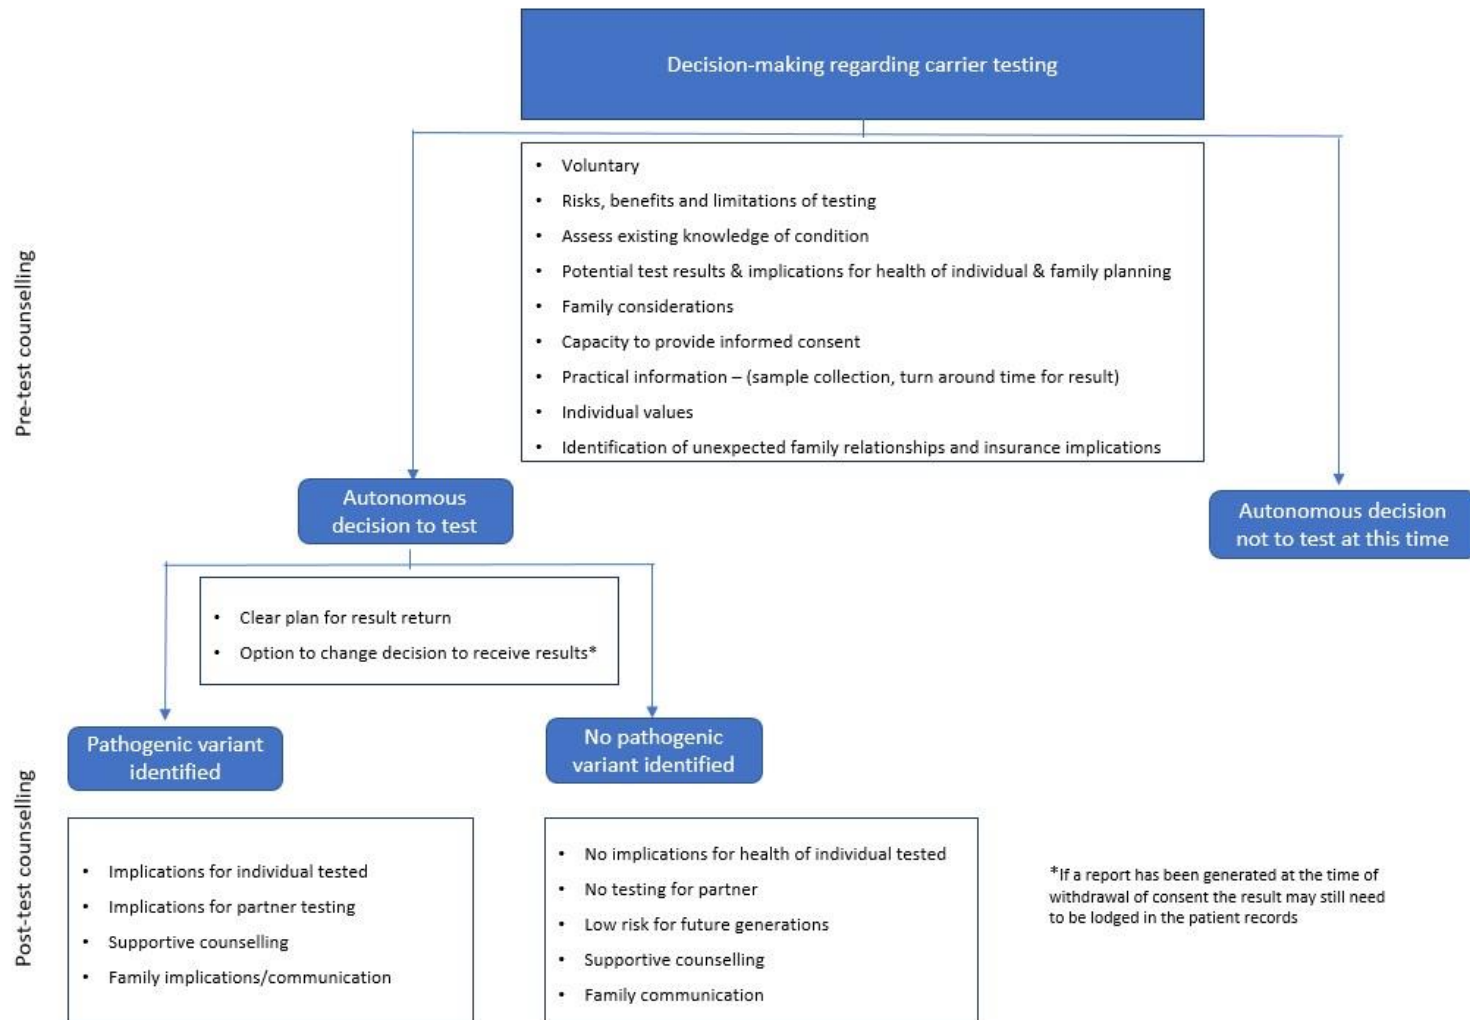 Decision-making regarding carrier testing
Pre-test counselling
• Voluntary
• Risks, benefits and limitations of testing
• Assess existing knowledge of condition
• Potential test results & implications for health of individual & family planning
• Family considerations
• Capacity to provide informed consent
• Practical information – (sample collection, turn around time for result)
• Individual values
• Identification of unexpected family relationships and insurance implications
Autonomous
decision to test
Autonomous decision
not to test at this time
• Clear plan for result return
• Option to change decision to receive results*
Post-test counselling
Pathogenic variant
identified
No pathogenic
variant identified
• Implications for individual tested
• Implications for partner testing
• Supportive counselling
• Family implications/communication
• No implications for health of individual tested
• No testing for partner
• Low risk for future generations
• Supportive counselling
• Family communication
*If a report has been generated at the time of
withdrawal of consent the result may still need
to be lodged in the patient records